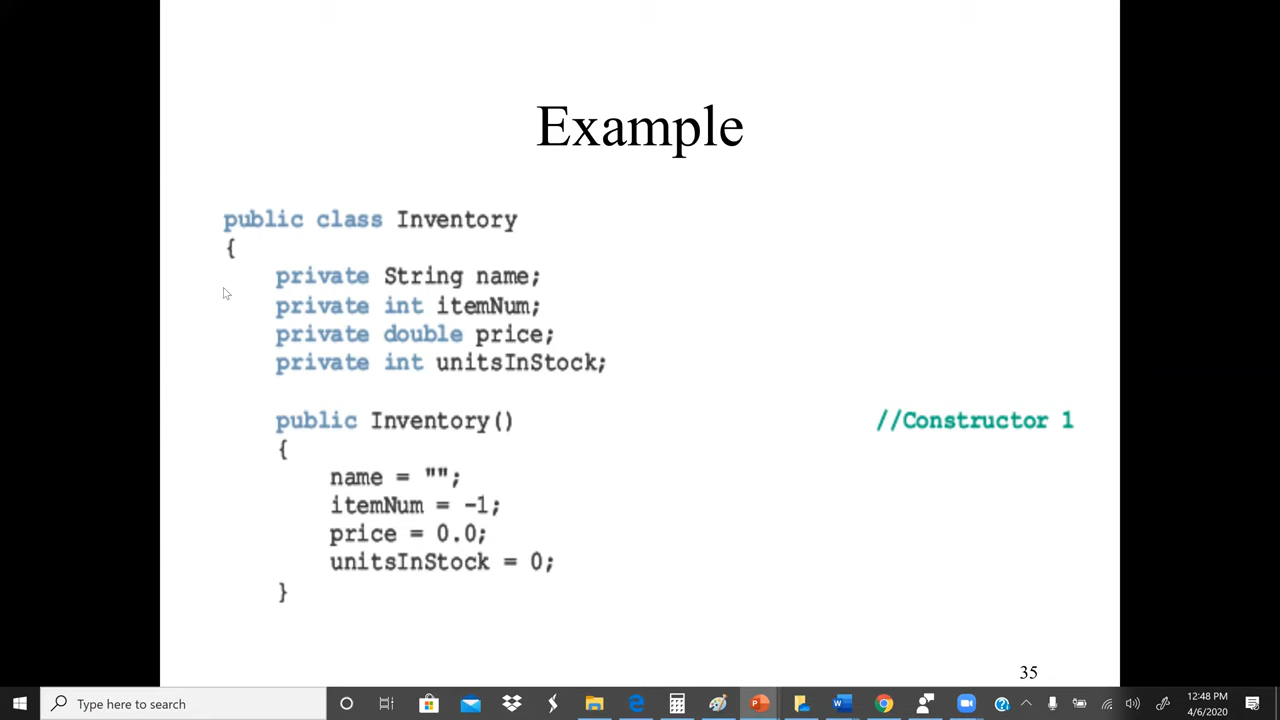 Example
public class Inventory
{
private String name;
private int itemNum;
private double price;
private int unitsInStock;
public Inventory() //Constructor 1
{
name = "";
itemNum = -1;
price = 0.0;
unitsInStock = 0;
}
35
Type here to search
12:48 PM
4/6/2020